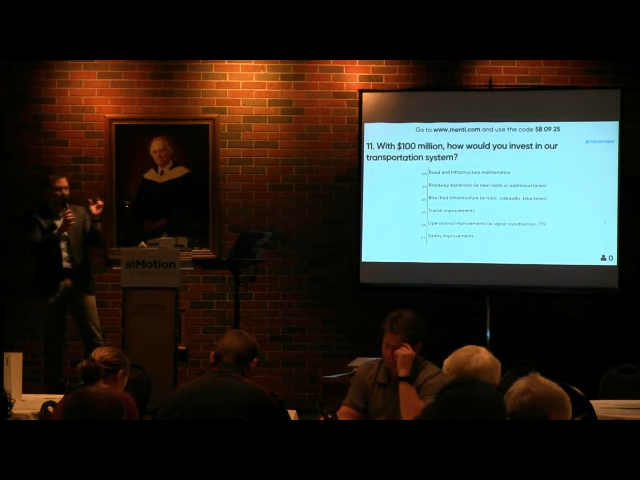 Go to www.menti.com and use the code 58 09 25
11. With $100 million, how would you invest in our
transportation system?
Mentimeter
Road and infrastructure maintenance
Roadway expansion (ie new roads or additional lanes)
Bike/Ped infrastructure (ie trails, sidewalks, bike lanes)
Transit improvements
Operational improvements (ie signal coordination, ITS)
Safety improvements
0
inMotion